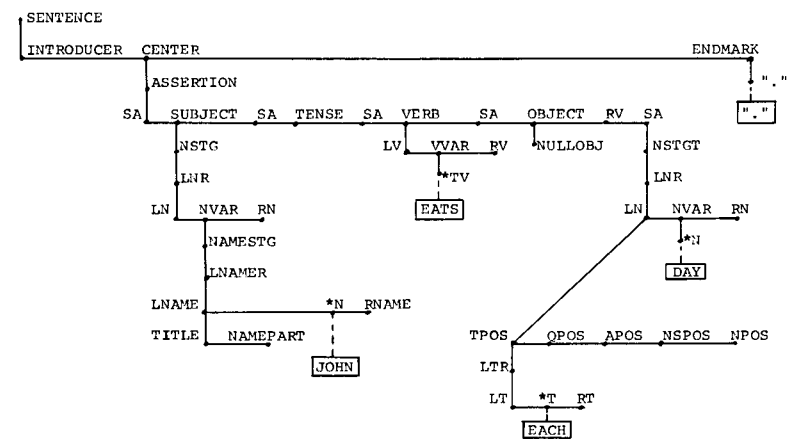 SENTENCE
INTRODUCER CENTER ENDMARK
ASSERTION "."
"."
SA SUBJECT SA TENSE SA VERB SA OBJECT RV SA
NSTG LV VVAR RV NULLOBJ NSTGT
LNR *TV LNR
EATS
LN NVAR RN LN NVAR RN
NAMESTG *N
LNAMER DAY
LNAME *N RNAME
TITLE NAMEPART TPOS QPOS APOS NSPOS NPOS
JOHN LTR
LT *T RT
EACH